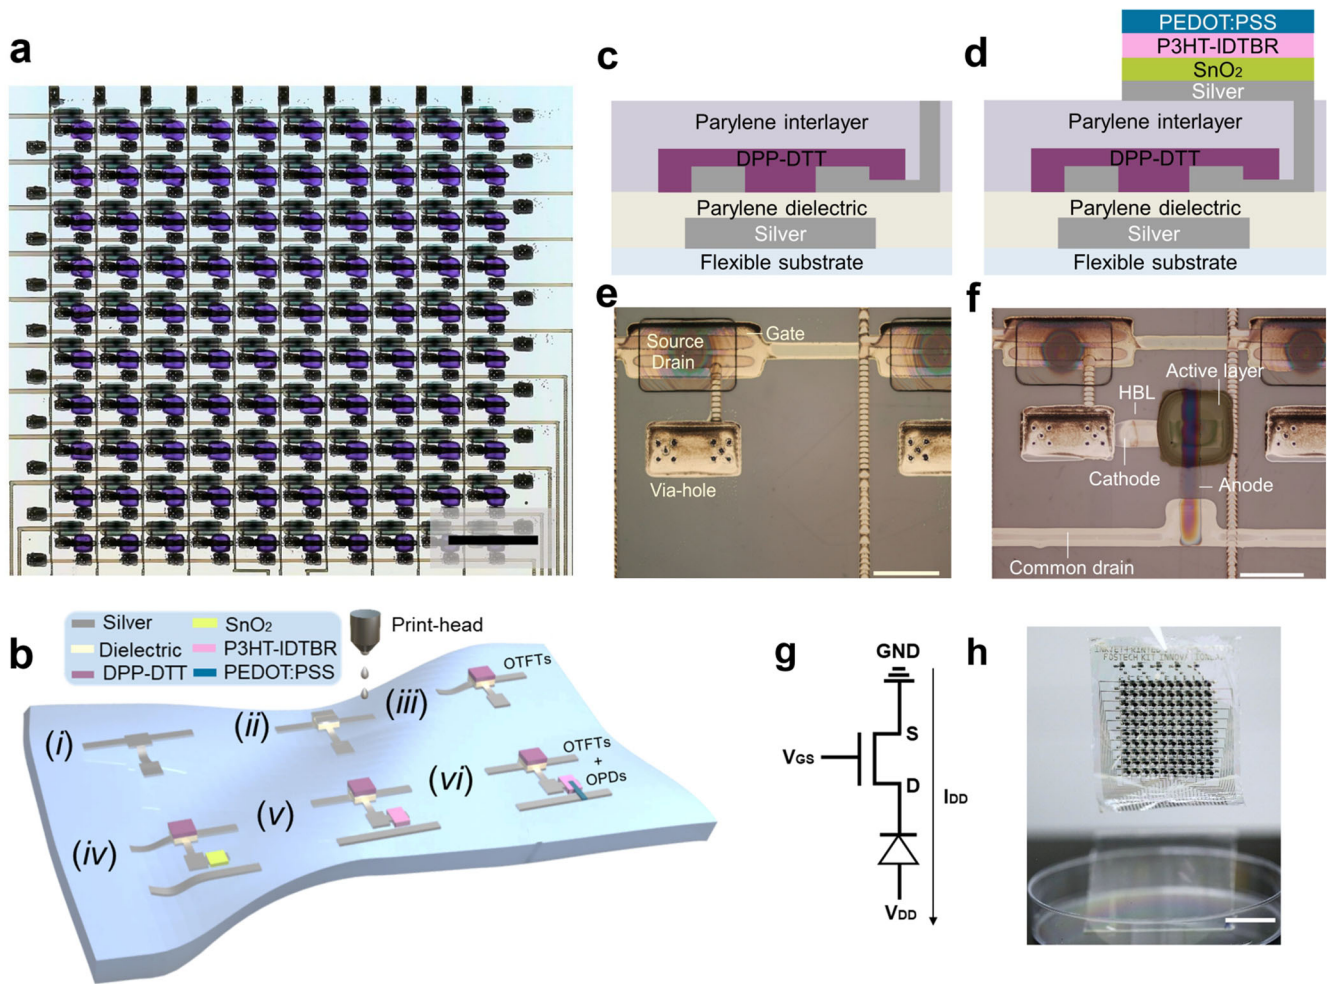 a
c
Parylene interlayer
DPP-DTT
Parylene dielectric
Silver
Flexible substrate
d
PEDOT:PSS
P3HT-IDTBR
SnO₂
Silver
Parylene interlayer
DPP-DTT
Parylene dielectric
Silver
Flexible substrate
e
Source
Drain
Gate
Via-hole
f
Active layer
HBL
Cathode
Anode
Common drain
b
Silver
SnO₂
Dielectric
P3HT-IDTBR
DPP-DTT
PEDOT:PSS
Print-head
(i)
(ii)
(iii)
OTFTs
(iv)
(v)
(vi)
OTFTs
+
OPDs
g
GND
S
VGS
D
IDD
VDD
h